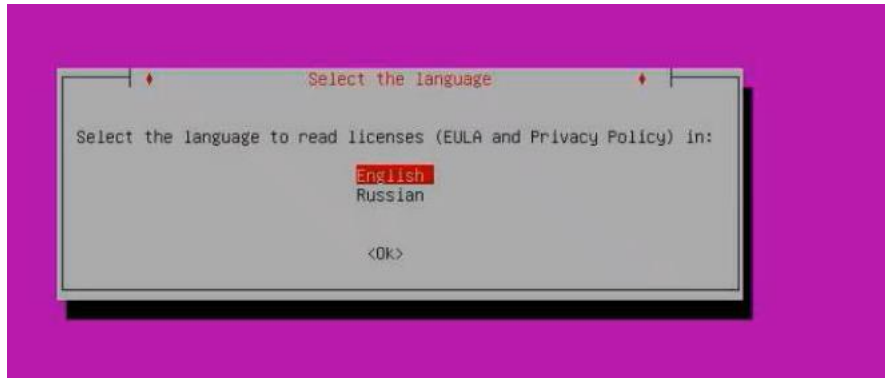 Select the language
Select the language to read licenses (EULA and Privacy Policy) in:
English
Russian
<Ok>